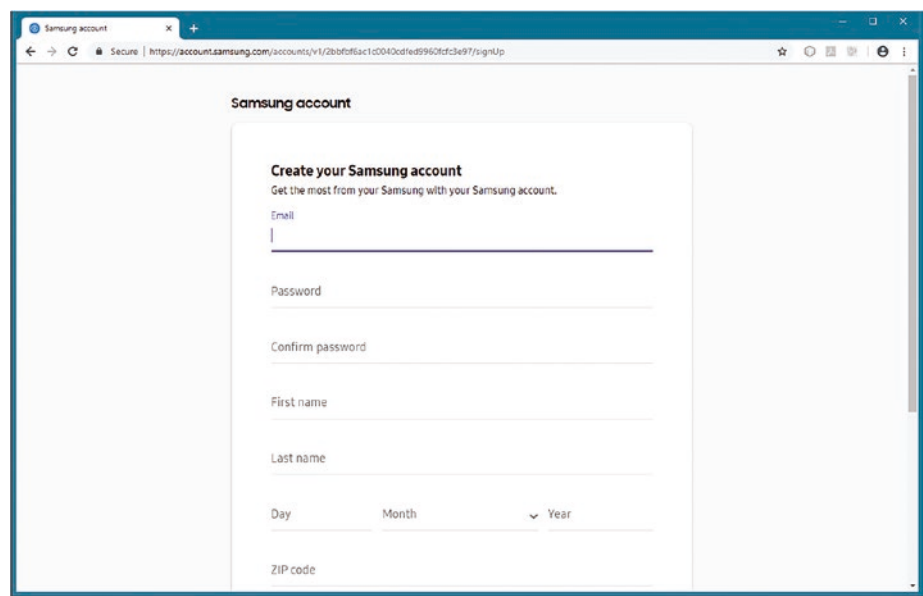 Samsung account
Secure | https://account.samsung.com/accounts/v1/2bbfbf6ac1c0040cdfed9960fcfc3e97/signUp
Samsung account
Create your Samsung account
Get the most from your Samsung with your Samsung account.
Email
Password
Confirm password
First name
Last name
Day Month Year
ZIP code